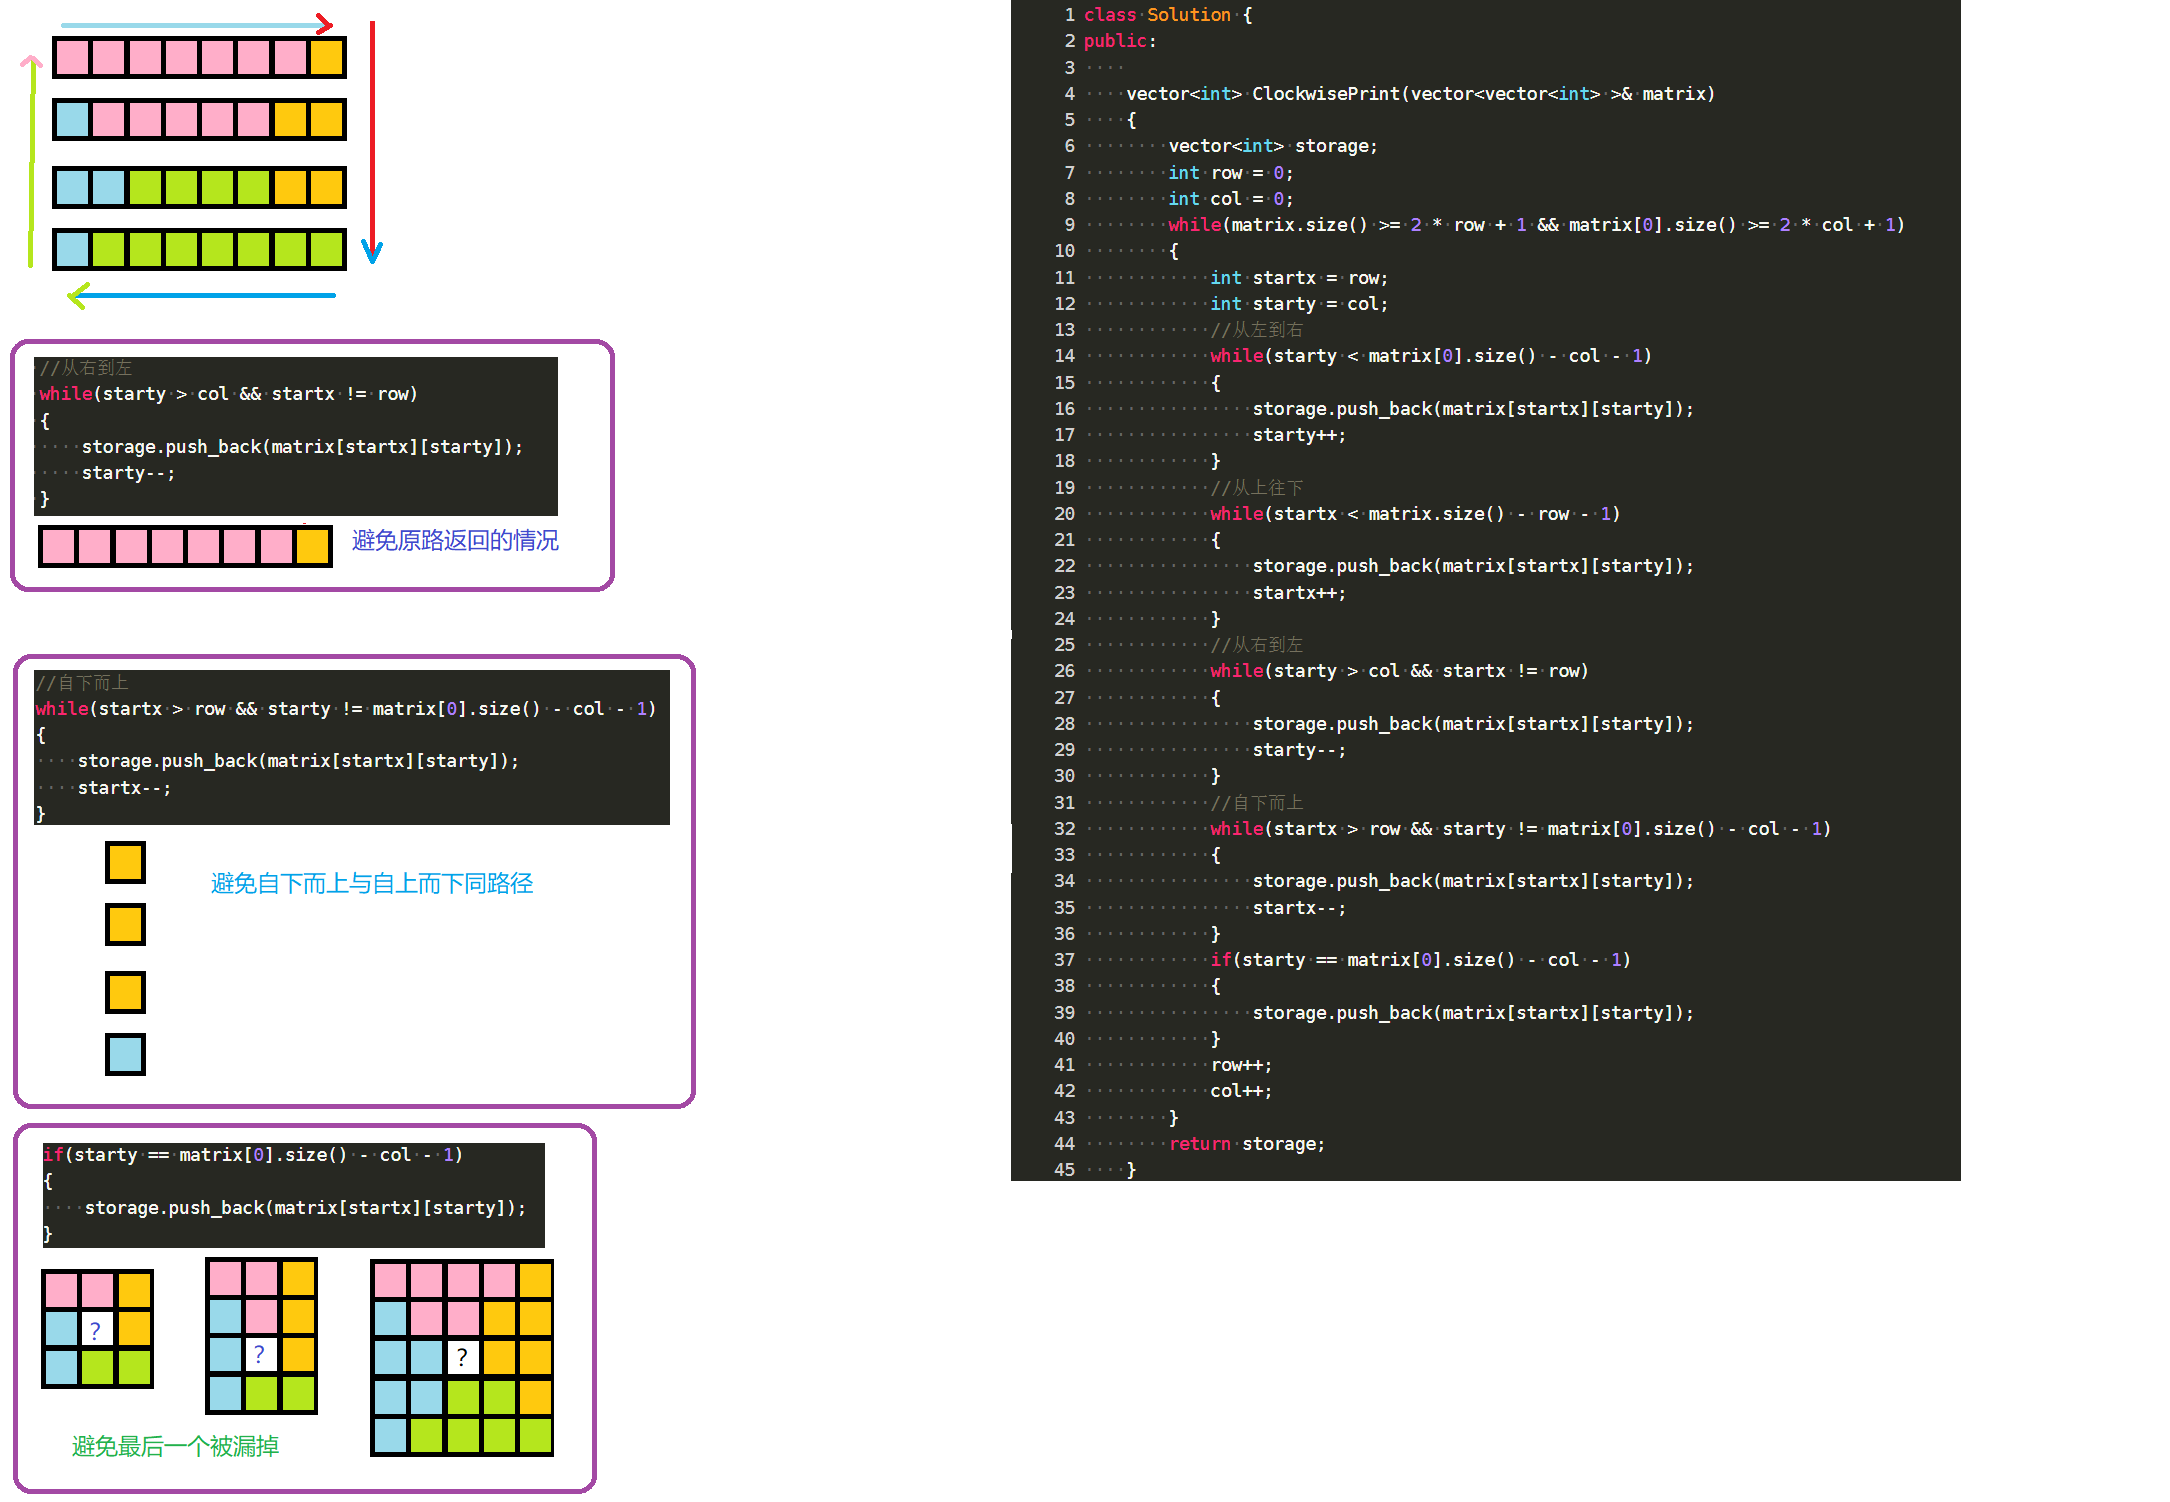 //从右到左
while(starty > col && startx != row)
{
    storage.push_back(matrix[startx][starty]);
    starty--;
}
避免原路返回的情况
//自下而上
while(startx > row && starty != matrix[0].size() - col - 1)
{
    storage.push_back(matrix[startx][starty]);
    startx--;
}
避免自下而上与自上而下同路径
if(starty == matrix[0].size() - col - 1)
{
    storage.push_back(matrix[startx][starty]);
}
?
?
?
避免最后一个被漏掉
1 class Solution {
2 public:
3
4     vector<int> ClockwisePrint(vector<vector<int> >& matrix)
5     {
6         vector<int> storage;
7         int row = 0;
8         int col = 0;
9         while(matrix.size() >= 2 * row + 1 && matrix[0].size() >= 2 * col + 1)
10         {
11             int startx = row;
12             int starty = col;
13             //从左到右
14             while(starty < matrix[0].size() - col - 1)
15             {
16                 storage.push_back(matrix[startx][starty]);
17                 starty++;
18             }
19             //从上往下
20             while(startx < matrix.size() - row - 1)
21             {
22                 storage.push_back(matrix[startx][starty]);
23                 startx++;
24             }
25             //从右到左
26             while(starty > col && startx != row)
27             {
28                 storage.push_back(matrix[startx][starty]);
29                 starty--;
30             }
31             //自下而上
32             while(startx > row && starty != matrix[0].size() - col - 1)
33             {
34                 storage.push_back(matrix[startx][starty]);
35                 startx--;
36             }
37             if(starty == matrix[0].size() - col - 1)
38             {
39                 storage.push_back(matrix[startx][starty]);
40             }
41             row++;
42             col++;
43         }
44         return storage;
45     }